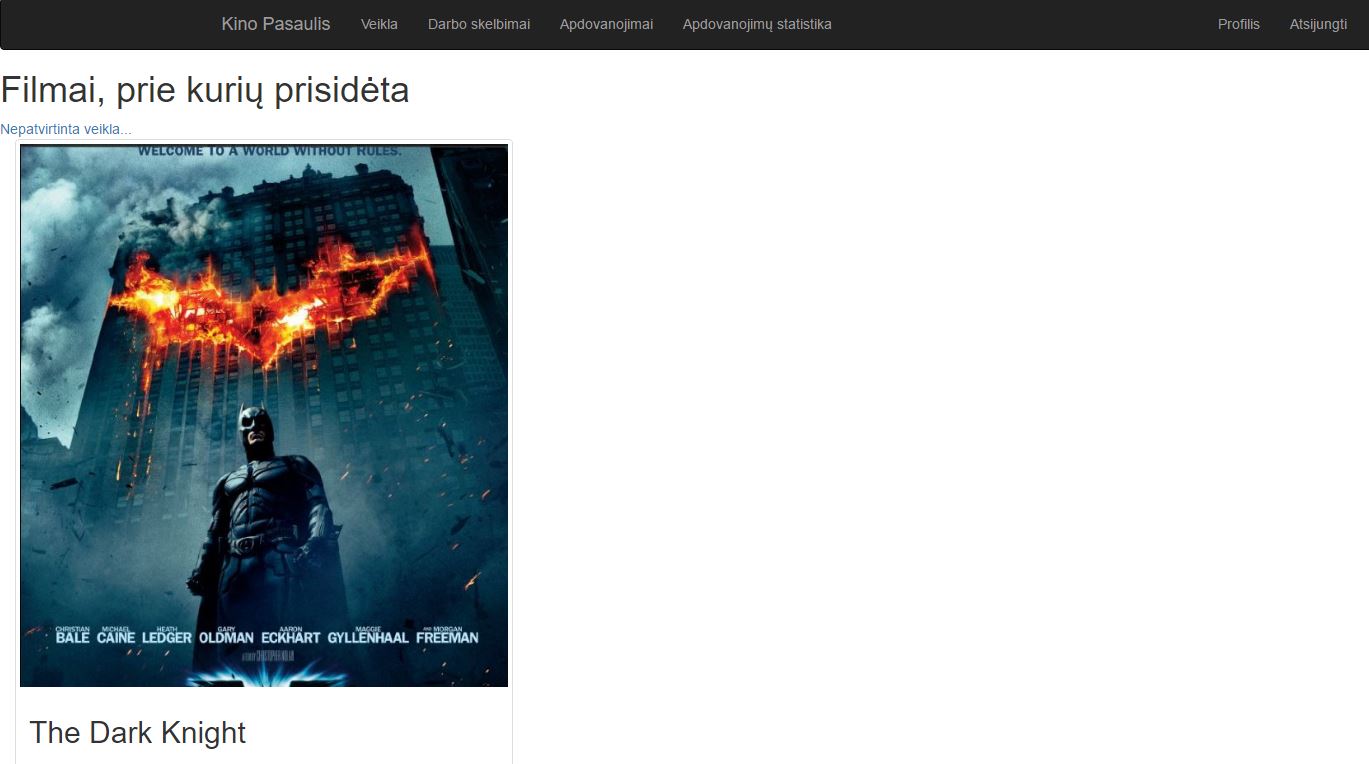 Kino Pasaulis Veikla Darbo skelbimai Apdovanojimai Apdovanojimų statistika Profilis Atsijungti
Filmai, prie kurių prisidėta
Nepatvirtinta veikla...
WELCOME TO A WORLD WITHOUT RULES.
CHRISTIAN BALE MICHAEL CAINE HEATH LEDGER GARY OLDMAN AARON ECKHART MAGGIE GYLLENHAAL AND MORGAN FREEMAN
A FILM BY CHRISTOPHER NOLAN
The Dark Knight